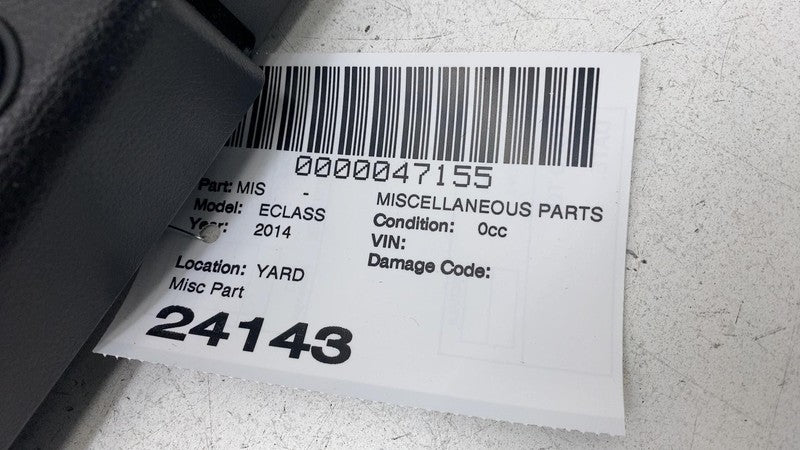 0000047155
Part: MIS -
MISCELLANEOUS PARTS
Model: ECLASS
Condition: 0cc
Year: 2014
VIN:
Location: YARD
Damage Code:
Misc Part
24143